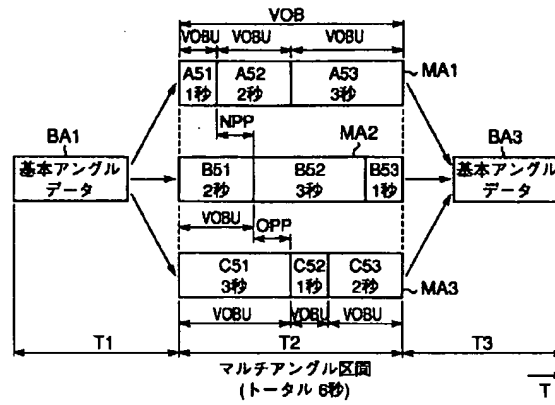 VOB
VOBU VOBU VOBU
A51 A52 A53 MA1
1秒 2秒 3秒
NPP MA2
BA1 BA3
基本アングル B51 B52 B53 基本アングル
データ 2秒 3秒 1秒 データ
VOBU OPP
C51 C52 C53
3秒 1秒 2秒 MA3
VOBU VOBU VOBU
T1 T2 T3
マルチアングル区間
(トータル 6秒) T